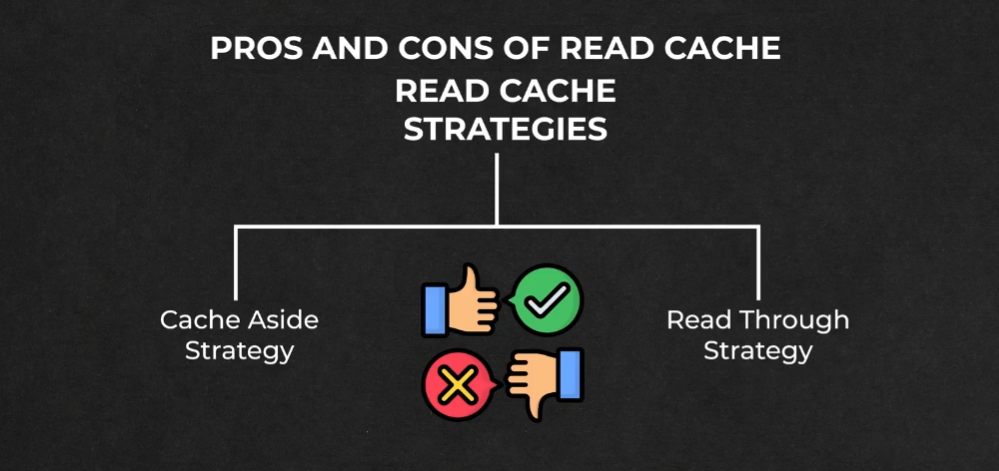 PROS AND CONS OF READ CACHE
READ CACHE
STRATEGIES
Cache Aside
Strategy
Read Through
Strategy